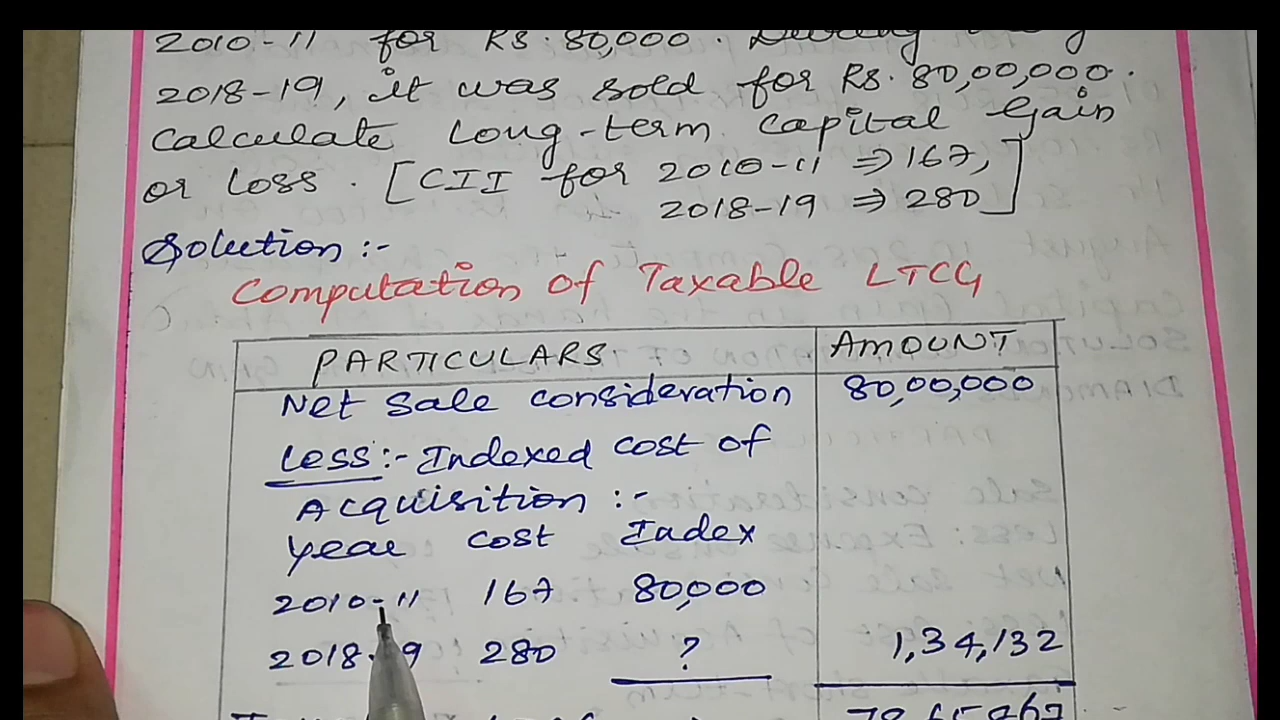 2010-11 for Rs. 80,000. During
2018-19, it was sold for Rs. 80,00,000.
Calculate Long-term Capital Gain
or Loss. [CII for 2010-11 ⇒ 167,
2018-19 ⇒ 280]
Solution :-
Computation of Taxable LTCG
PARTICULARS AMOUNT
Net Sale consideration 80,00,000
Less :- Indexed cost of
Acquisition :-
Year cost Index
2010-11 167 80,000
2018-19 280 ? 1,34,132